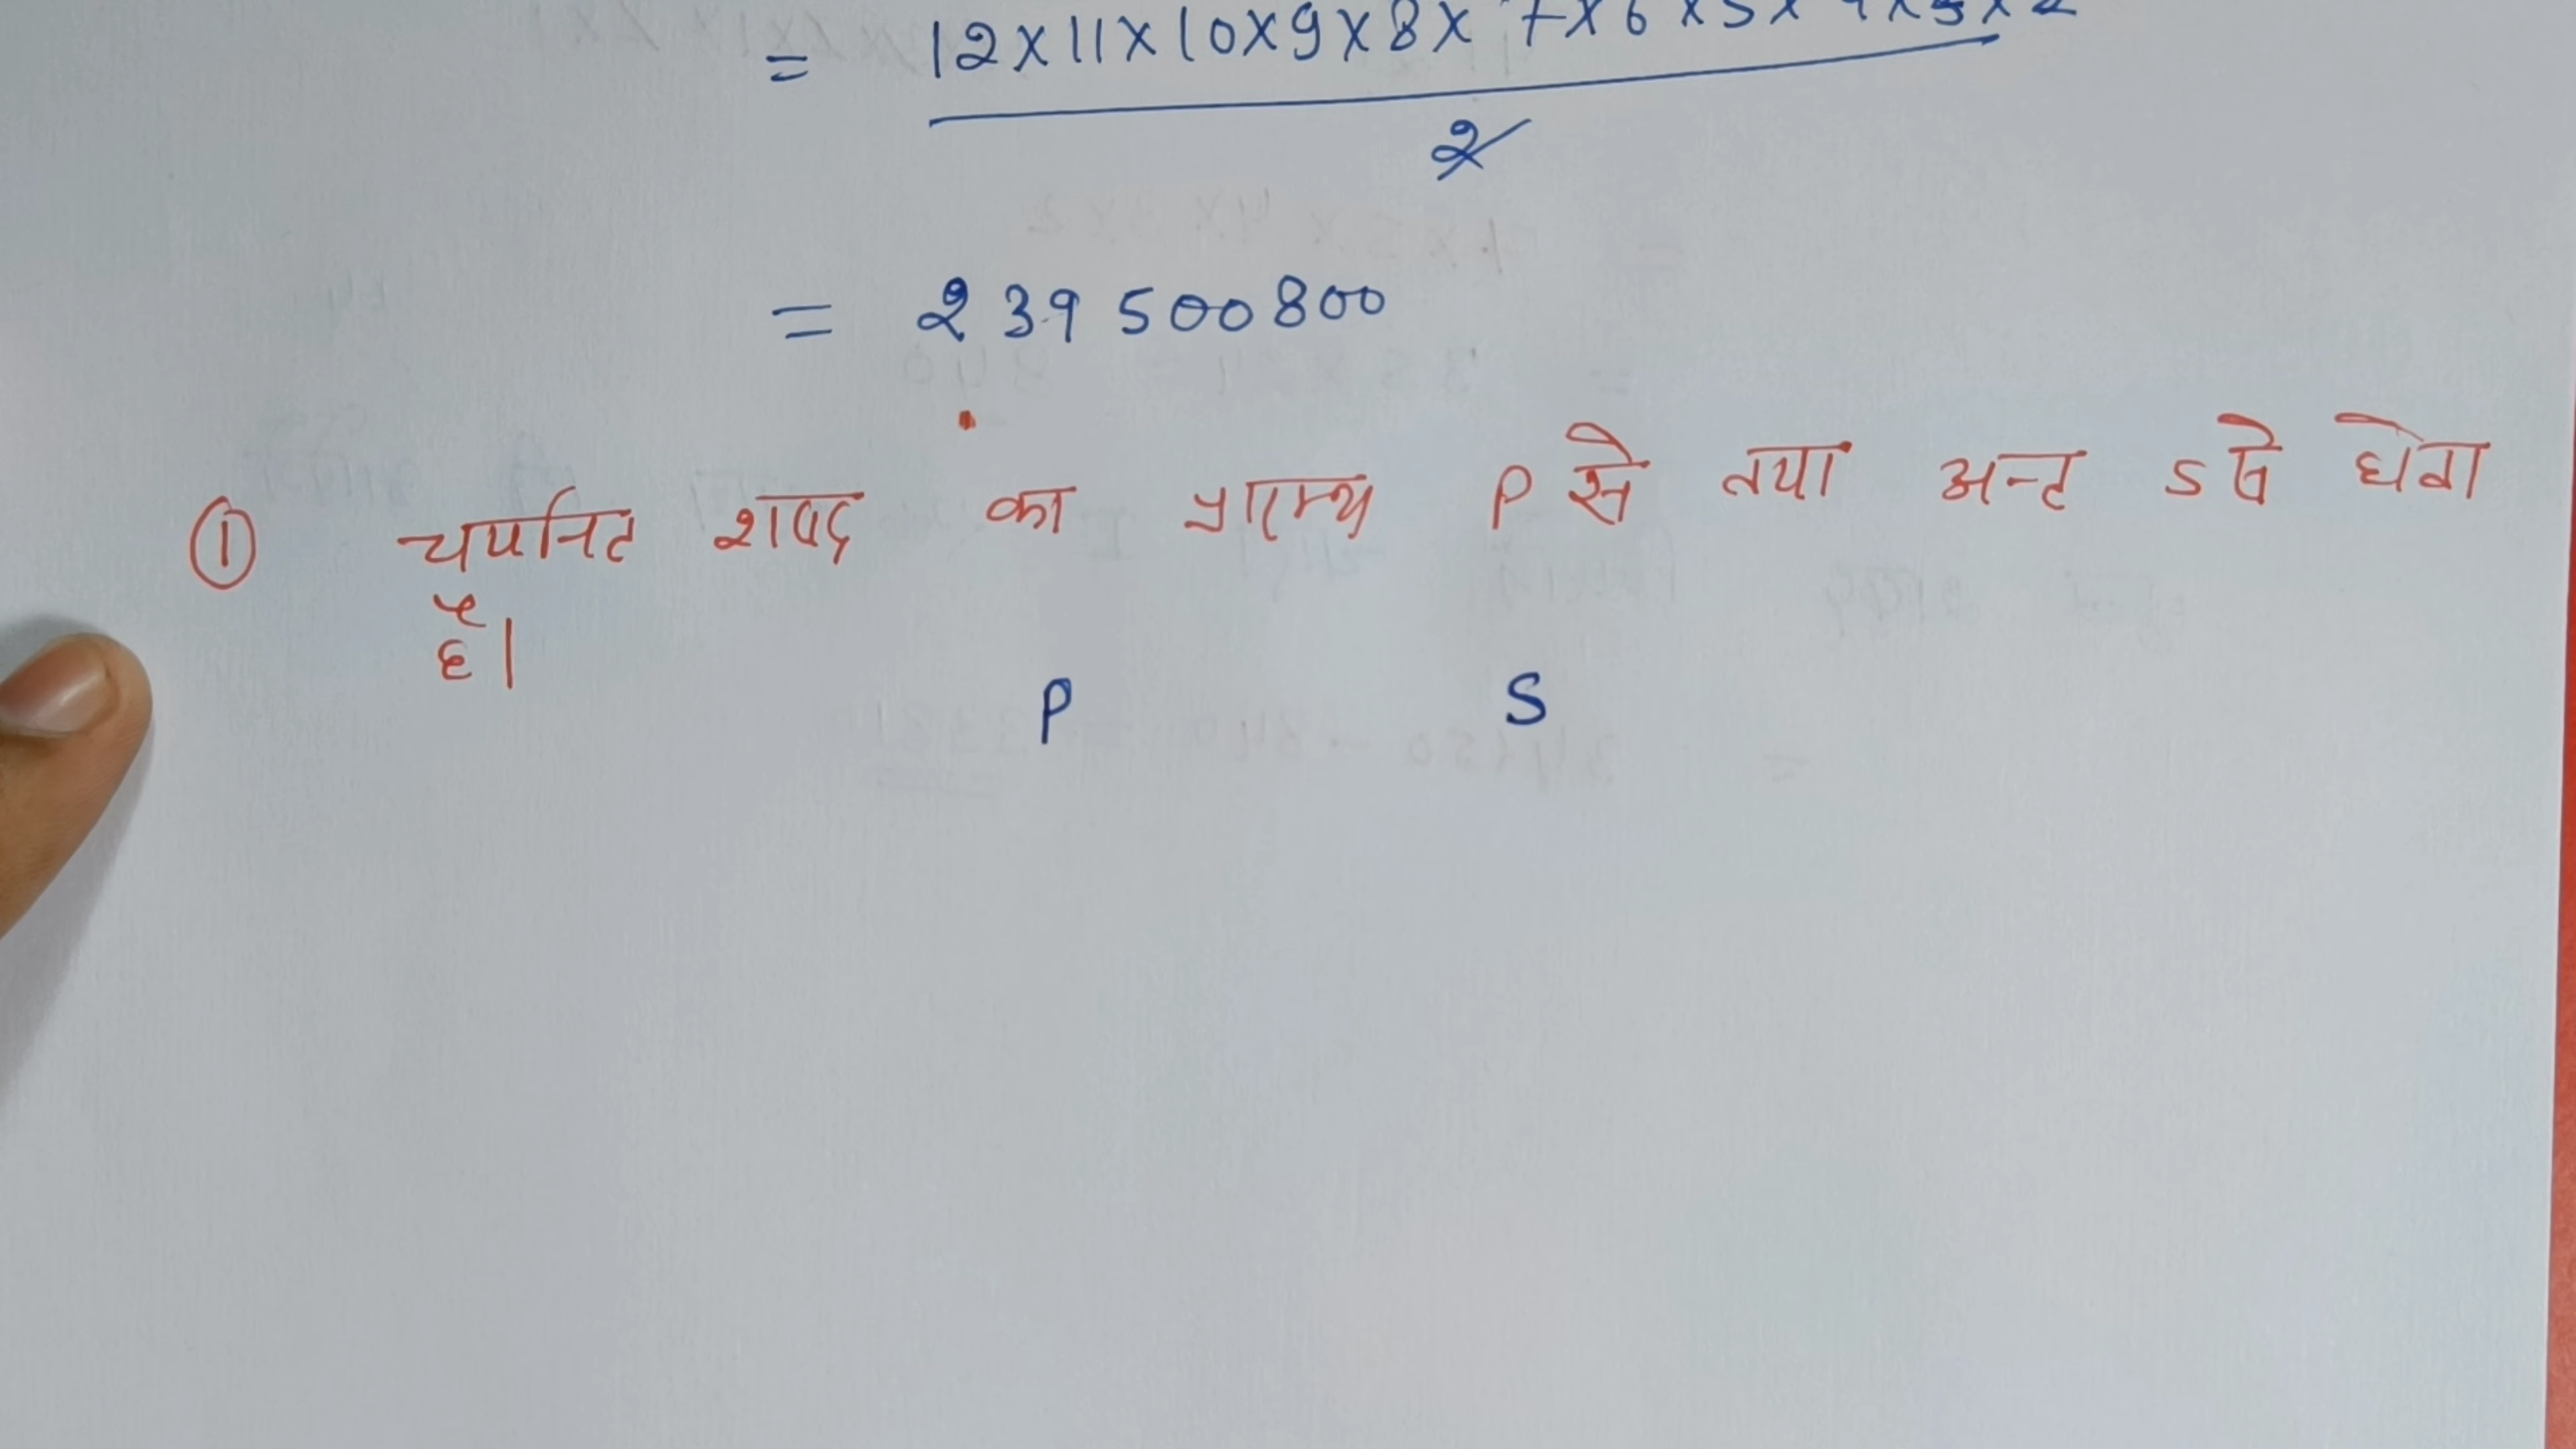 = 12×11×10×9×8×7×6×5×4×3×2
2
= 239500800
① चयनित शब्द का प्रारम्भ P से तथा अन्त S से होता
है।
P S